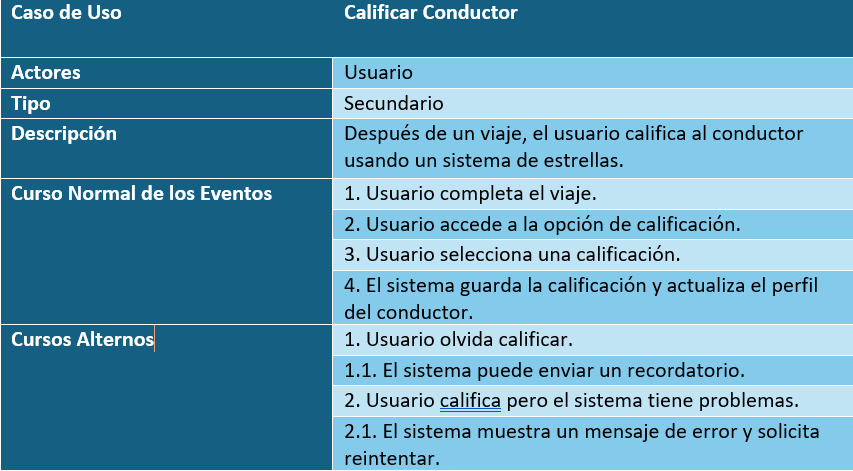 Caso de Uso Calificar Conductor
Actores Usuario
Tipo Secundario
Descripción Después de un viaje, el usuario califica al conductor
usando un sistema de estrellas.
Curso Normal de los Eventos 1. Usuario completa el viaje.
2. Usuario accede a la opción de calificación.
3. Usuario selecciona una calificación.
4. El sistema guarda la calificación y actualiza el perfil
del conductor.
Cursos Alternos 1. Usuario olvida calificar.
1.1. El sistema puede enviar un recordatorio.
2. Usuario califica pero el sistema tiene problemas.
2.1. El sistema muestra un mensaje de error y solicita
reintentar.